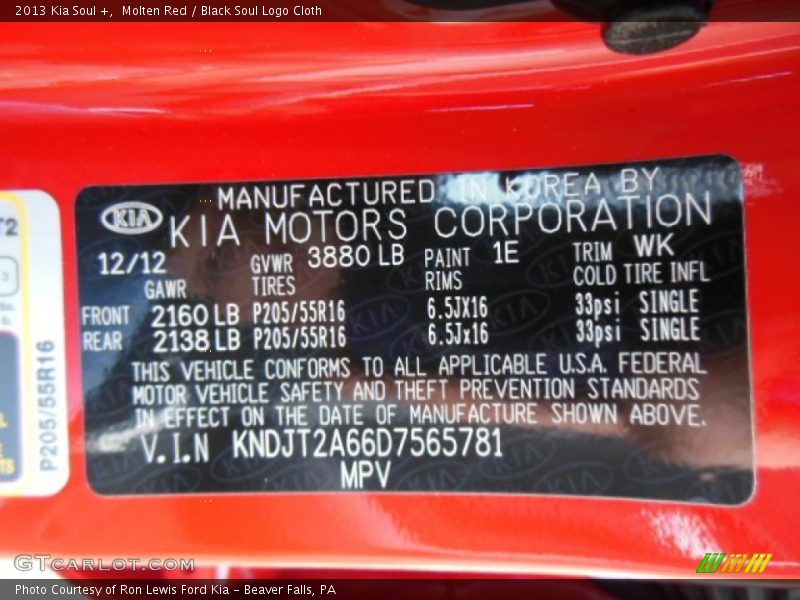 2013 Kia Soul +, Molten Red / Black Soul Logo Cloth
MANUFACTURED IN KOREA BY
KIA KIA MOTORS CORPORATION
12/12 GVWR 3880 LB PAINT 1E TRIM WK
GAWR TIRES RIMS COLD TIRE INFL
FRONT 2160 LB P205/55R16 6.5JX16 33psi SINGLE
REAR 2138 LB P205/55R16 6.5Jx16 33psi SINGLE
THIS VEHICLE CONFORMS TO ALL APPLICABLE U.S.A. FEDERAL
MOTOR VEHICLE SAFETY AND THEFT PREVENTION STANDARDS
IN EFFECT ON THE DATE OF MANUFACTURE SHOWN ABOVE.
V.I.N KNDJT2A66D7565781
MPV
P205/55R16
GTCARLOT.COM
Photo Courtesy of Ron Lewis Ford Kia - Beaver Falls, PA